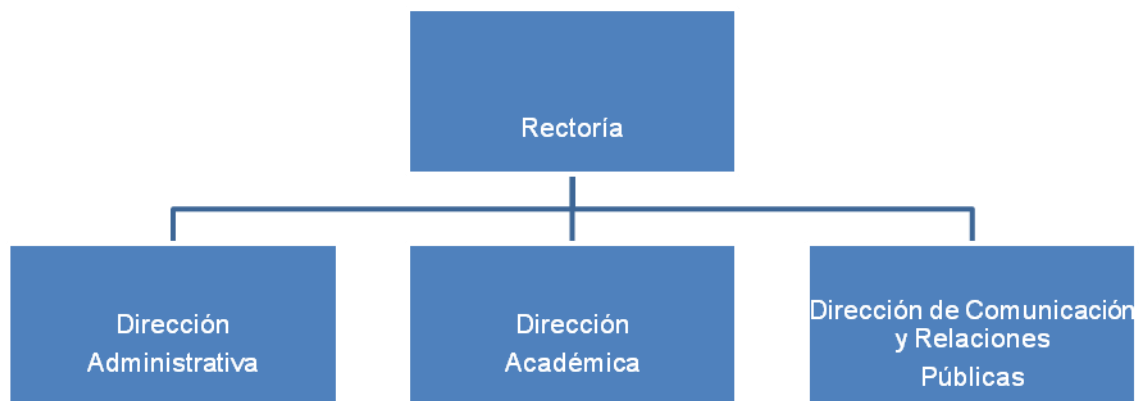 Rectoría
Dirección
Administrativa
Dirección
Académica
Dirección de Comunicación
y Relaciones
Públicas